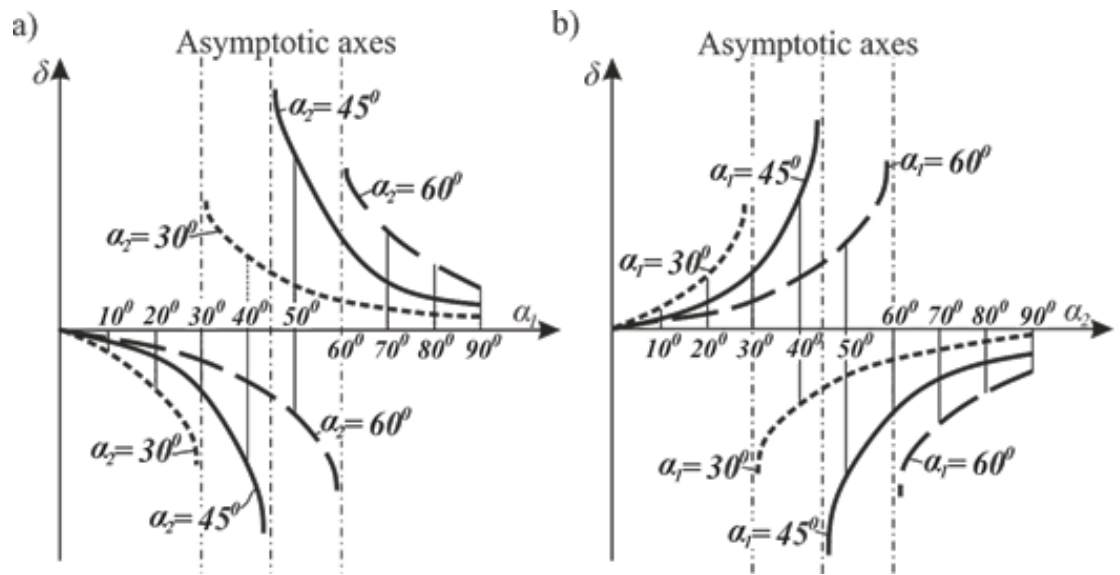 a)
Asymptotic axes
δ
α₂= 45⁰
α₂= 60⁰
α₂= 30⁰
10⁰ 20⁰ 30⁰ 40⁰ 50⁰ 60⁰ 70⁰ 80⁰ 90⁰
α₁
α₂= 60⁰
α₂= 30⁰
α₂= 45⁰
b)
Asymptotic axes
δ
α₁= 60⁰
α₁= 45⁰
α₁= 30⁰
10⁰ 20⁰ 30⁰ 40⁰ 50⁰ 60⁰ 70⁰ 80⁰ 90⁰
α₂
α₁= 30⁰
α₁= 60⁰
α₁= 45⁰